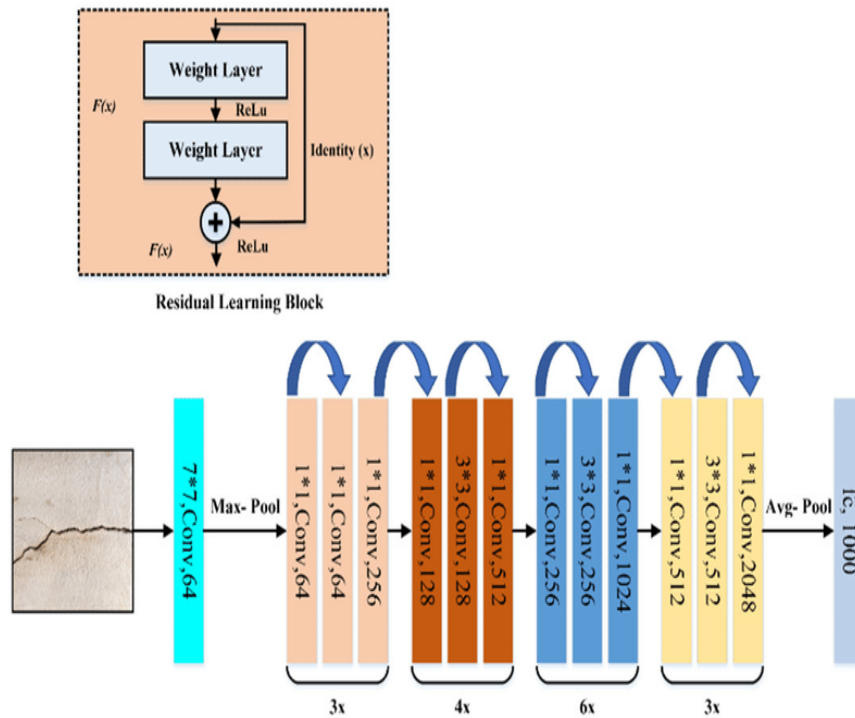 Weight Layer
F(x)
ReLu
Weight Layer
Identity (x)
F(x)
ReLu
Residual Learning Block
7*7,Conv,64
Max- Pool
1*1,Conv,64
1*1,Conv,64
1*1,Conv,256
1*1,Conv,128
3*3,Conv,128
1*1,Conv,512
1*1,Conv,256
3*3,Conv,256
1*1,Conv,1024
1*1,Conv,512
3*3,Conv,512
1*1,Conv,2048
Avg- Pool
fc, 1000
3x
4x
6x
3x